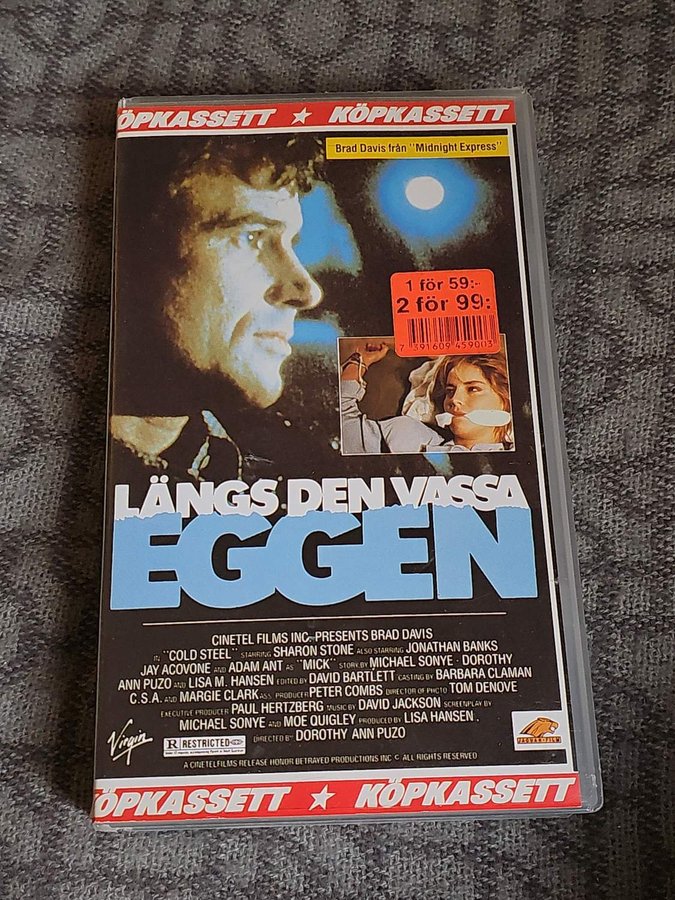 ÖPKASSETT ★ KÖPKASSETT
Brad Davis från "Midnight Express"
1 för 59:-
2 för 99:-
7 391609 459003
LÄNGS DEN VASSA
EGGEN
CINETEL FILMS INC. PRESENTS BRAD DAVIS
IN "COLD STEEL" STARRING SHARON STONE ALSO STARRING JONATHAN BANKS
JAY ACOVONE AND ADAM ANT AS "MICK" STORY BY MICHAEL SONYE · DOROTHY
ANN PUZO AND LISA M. HANSEN EDITED BY DAVID BARTLETT CASTING BY BARBARA CLAMAN
C.S.A. AND MARGIE CLARK ASS. PRODUCER PETER COMBS DIRECTOR OF PHOTO TOM DENOVE
EXECUTIVE PRODUCER PAUL HERTZBERG MUSIC BY DAVID JACKSON SCREENPLAY BY
MICHAEL SONYE AND MOE QUIGLEY PRODUCED BY LISA HANSEN.
DIRECTED BY DOROTHY ANN PUZO
Virgin
R RESTRICTED
JAGUAR-FILM
A CINETELFILMS RELEASE HONOR BETRAYED PRODUCTIONS INC © ALL RIGHTS RESERVED
ÖPKASSETT ★ KÖPKASSETT